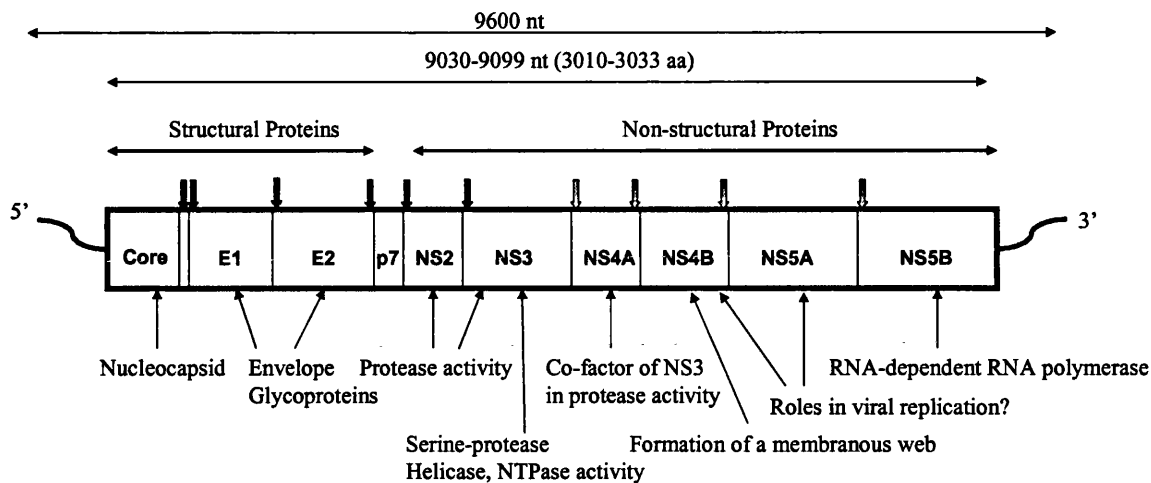 9600 nt
9030-9099 nt (3010-3033 aa)
Structural Proteins
Non-structural Proteins
5’
3’
Core
E1
E2
p7
NS2
NS3
NS4A
NS4B
NS5A
NS5B
Nucleocapsid
Envelope
Glycoproteins
Protease activity
Co-factor of NS3
in protease activity
RNA-dependent RNA polymerase
Roles in viral replication?
Serine-protease
Helicase, NTPase activity
Formation of a membranous web